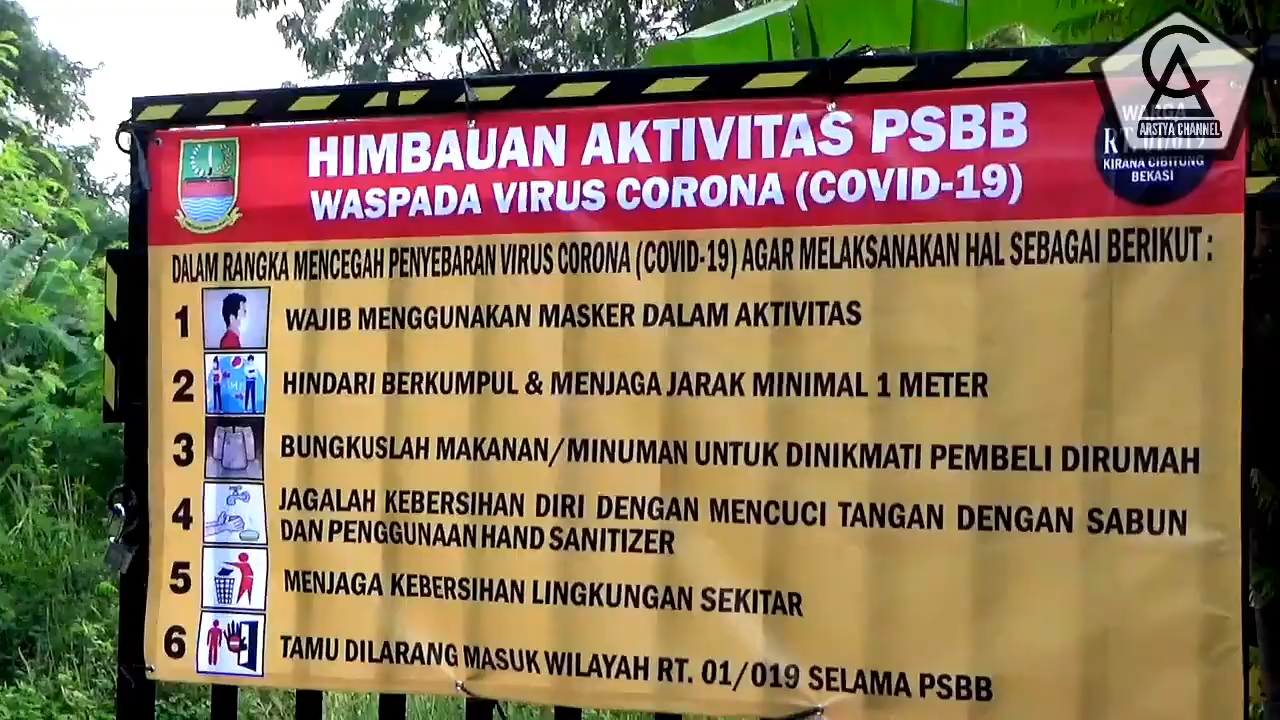 HIMBAUAN AKTIVITAS PSBB
WASPADA VIRUS CORONA (COVID-19)
WARGA
ARSTYA CHANNEL
KIRANA CIBITUNG
BEKASI
DALAM RANGKA MENCEGAH PENYEBARAN VIRUS CORONA (COVID-19) AGAR MELAKSANAKAN HAL SEBAGAI BERIKUT :
1 WAJIB MENGGUNAKAN MASKER DALAM AKTIVITAS
2 HINDARI BERKUMPUL & MENJAGA JARAK MINIMAL 1 METER
3 BUNGKUSLAH MAKANAN/MINUMAN UNTUK DINIKMATI PEMBELI DIRUMAH
4 JAGALAH KEBERSIHAN DIRI DENGAN MENCUCI TANGAN DENGAN SABUN
DAN PENGGUNAAN HAND SANITIZER
5 MENJAGA KEBERSIHAN LINGKUNGAN SEKITAR
6 TAMU DILARANG MASUK WILAYAH RT. 01/019 SELAMA PSBB